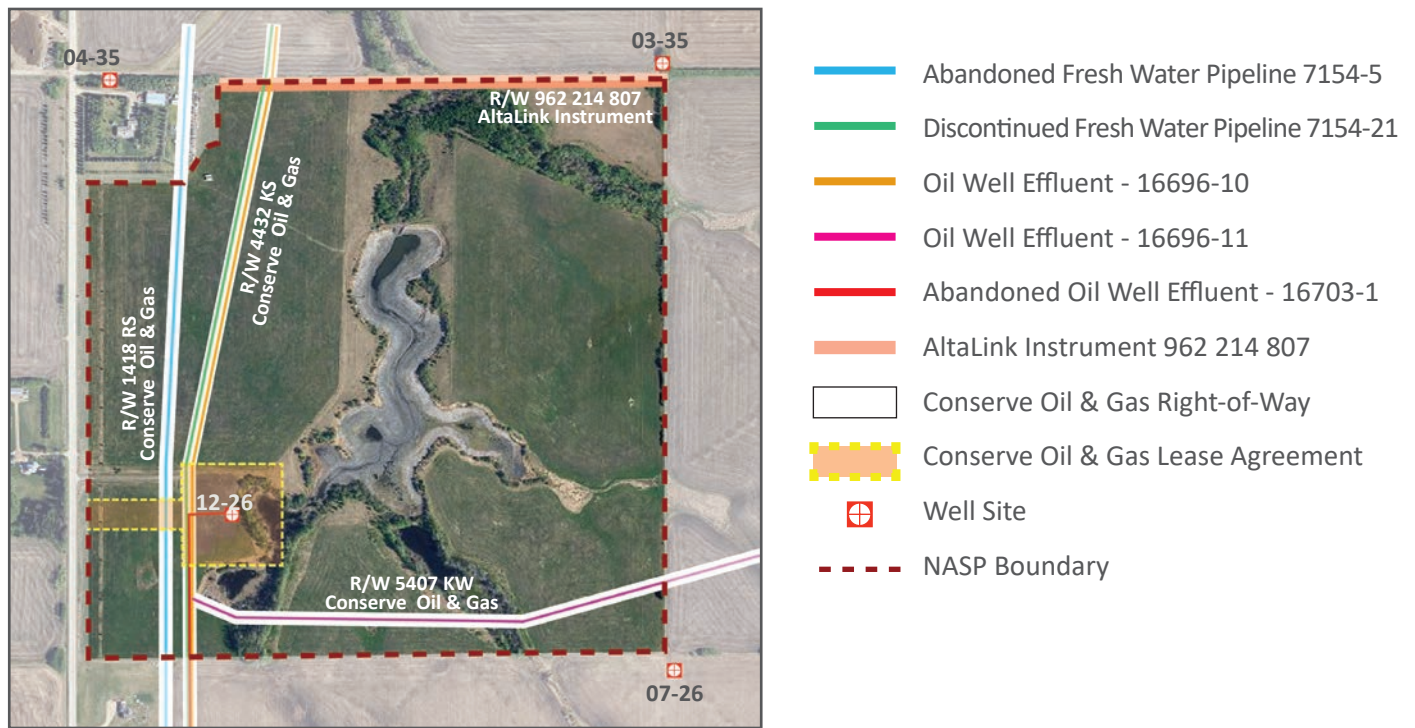 04-35
03-35
R/W 962 214 807
AltaLink Instrument
R/W 4432 KS
Conserve Oil & Gas
R/W 1418 RS
Conserve Oil & Gas
12-26
R/W 5407 KW
Conserve Oil & Gas
07-26
Abandoned Fresh Water Pipeline 7154-5
Discontinued Fresh Water Pipeline 7154-21
Oil Well Effluent - 16696-10
Oil Well Effluent - 16696-11
Abandoned Oil Well Effluent - 16703-1
AltaLink Instrument 962 214 807
Conserve Oil & Gas Right-of-Way
Conserve Oil & Gas Lease Agreement
Well Site
NASP Boundary